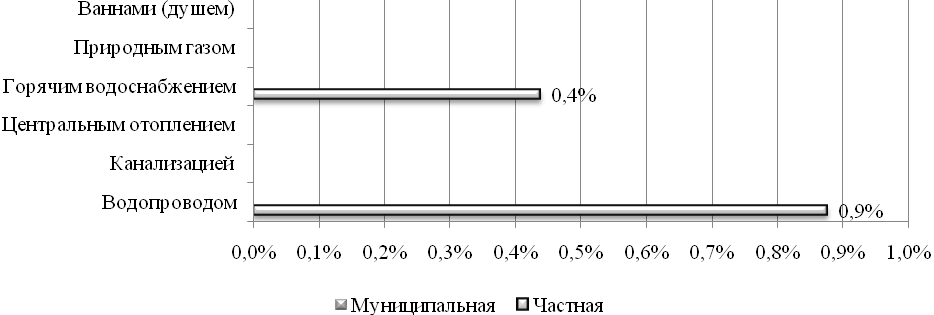 Ваннами (душем)
Природным газом
Горячим водоснабжением
0,4%
Центральным отоплением
Канализацией
Водопроводом
0,9%
0,0% 0,1% 0,2% 0,3% 0,4% 0,5% 0,6% 0,7% 0,8% 0,9% 1,0%
Муниципальная Частная